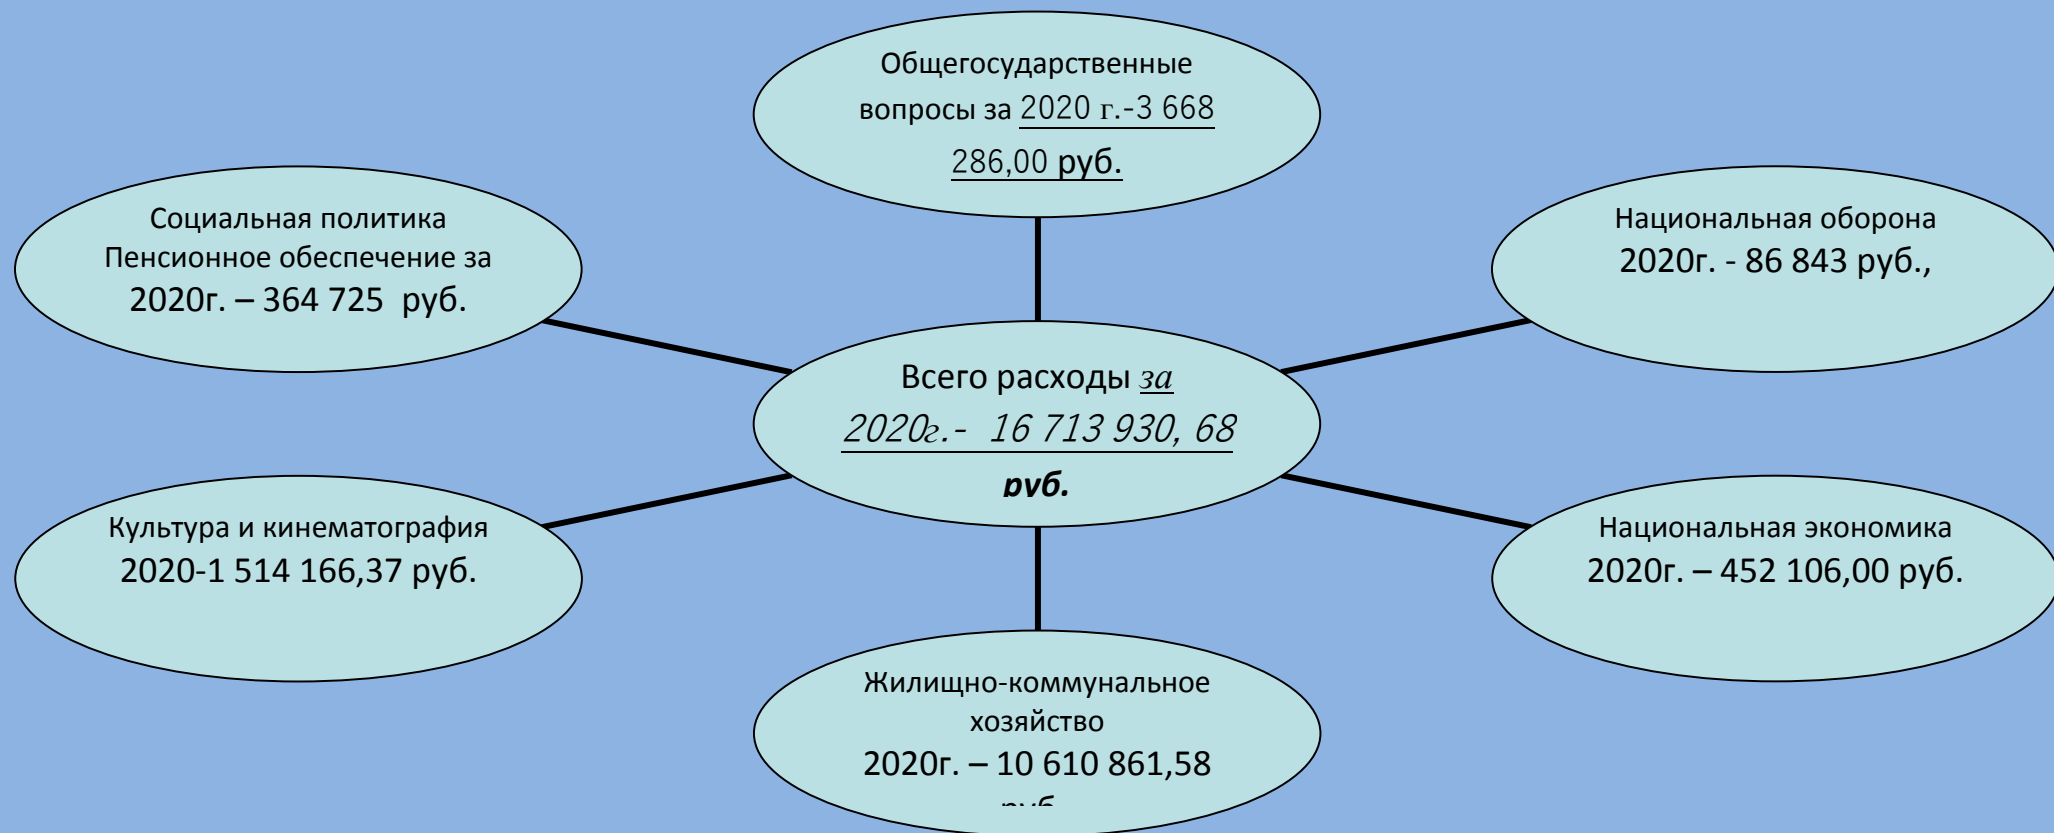 Общегосударственные
вопросы за 2020 г.-3 668
286,00 руб.
Социальная политика
Пенсионное обеспечение за
2020г. – 364 725 руб.
Национальная оборона
2020г. - 86 843 руб.,
Всего расходы за
2020г.- 16 713 930, 68
руб.
Культура и кинематография
2020-1 514 166,37 руб.
Национальная экономика
2020г. – 452 106,00 руб.
Жилищно-коммунальное
хозяйство
2020г. – 10 610 861,58
руб